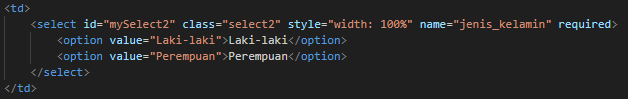 <td>
    <select id="mySelect2" class="select2" style="width: 100%" name="jenis_kelamin" required>
        <option value="Laki-laki">Laki-laki</option>
        <option value="Perempuan">Perempuan</option>
    </select>
</td>